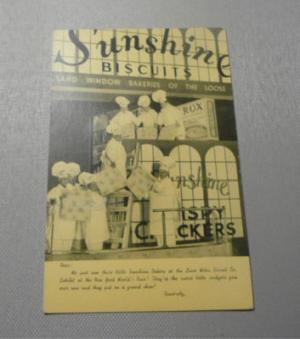 Sunshine
BISCUITS
SAND WINDOW BAKERIES OF THE LOOSE
ROX
Sunshine
ISPY
C. CKERS
Dear:
We just saw these little Sunshine Bakers at the Loose-Wiles Biscuit Co.
Exhibit at the New York World's Fair! They're the cutest little midgets you
ever saw and they put on a grand show!
Sincerely,